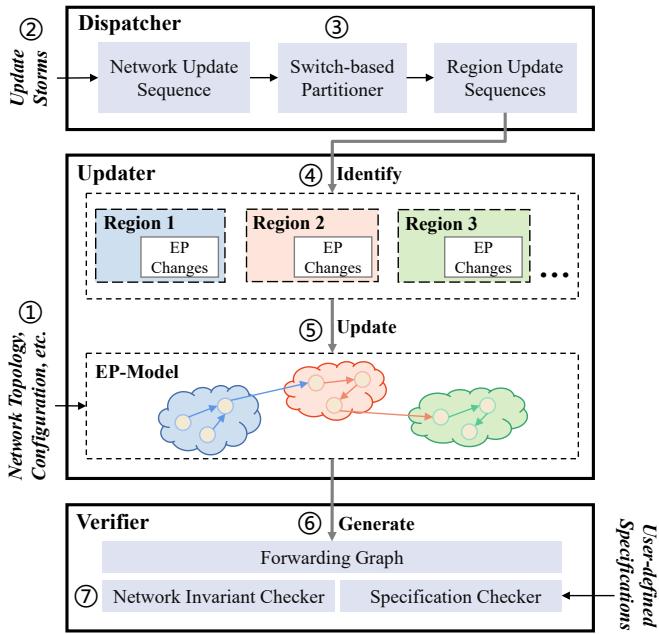 Dispatcher
②
③
Update
Storms
Network Update
Sequence
Switch-based
Partitioner
Region Update
Sequences
Updater
④ Identify
Region 1
EP
Changes
Region 2
EP
Changes
Region 3
EP
Changes
...
①
Network Topology,
Configuration, etc.
⑤ Update
EP-Model
Verifier
⑥ Generate
Forwarding Graph
⑦
Network Invariant Checker
Specification Checker
User-defined
Specifications